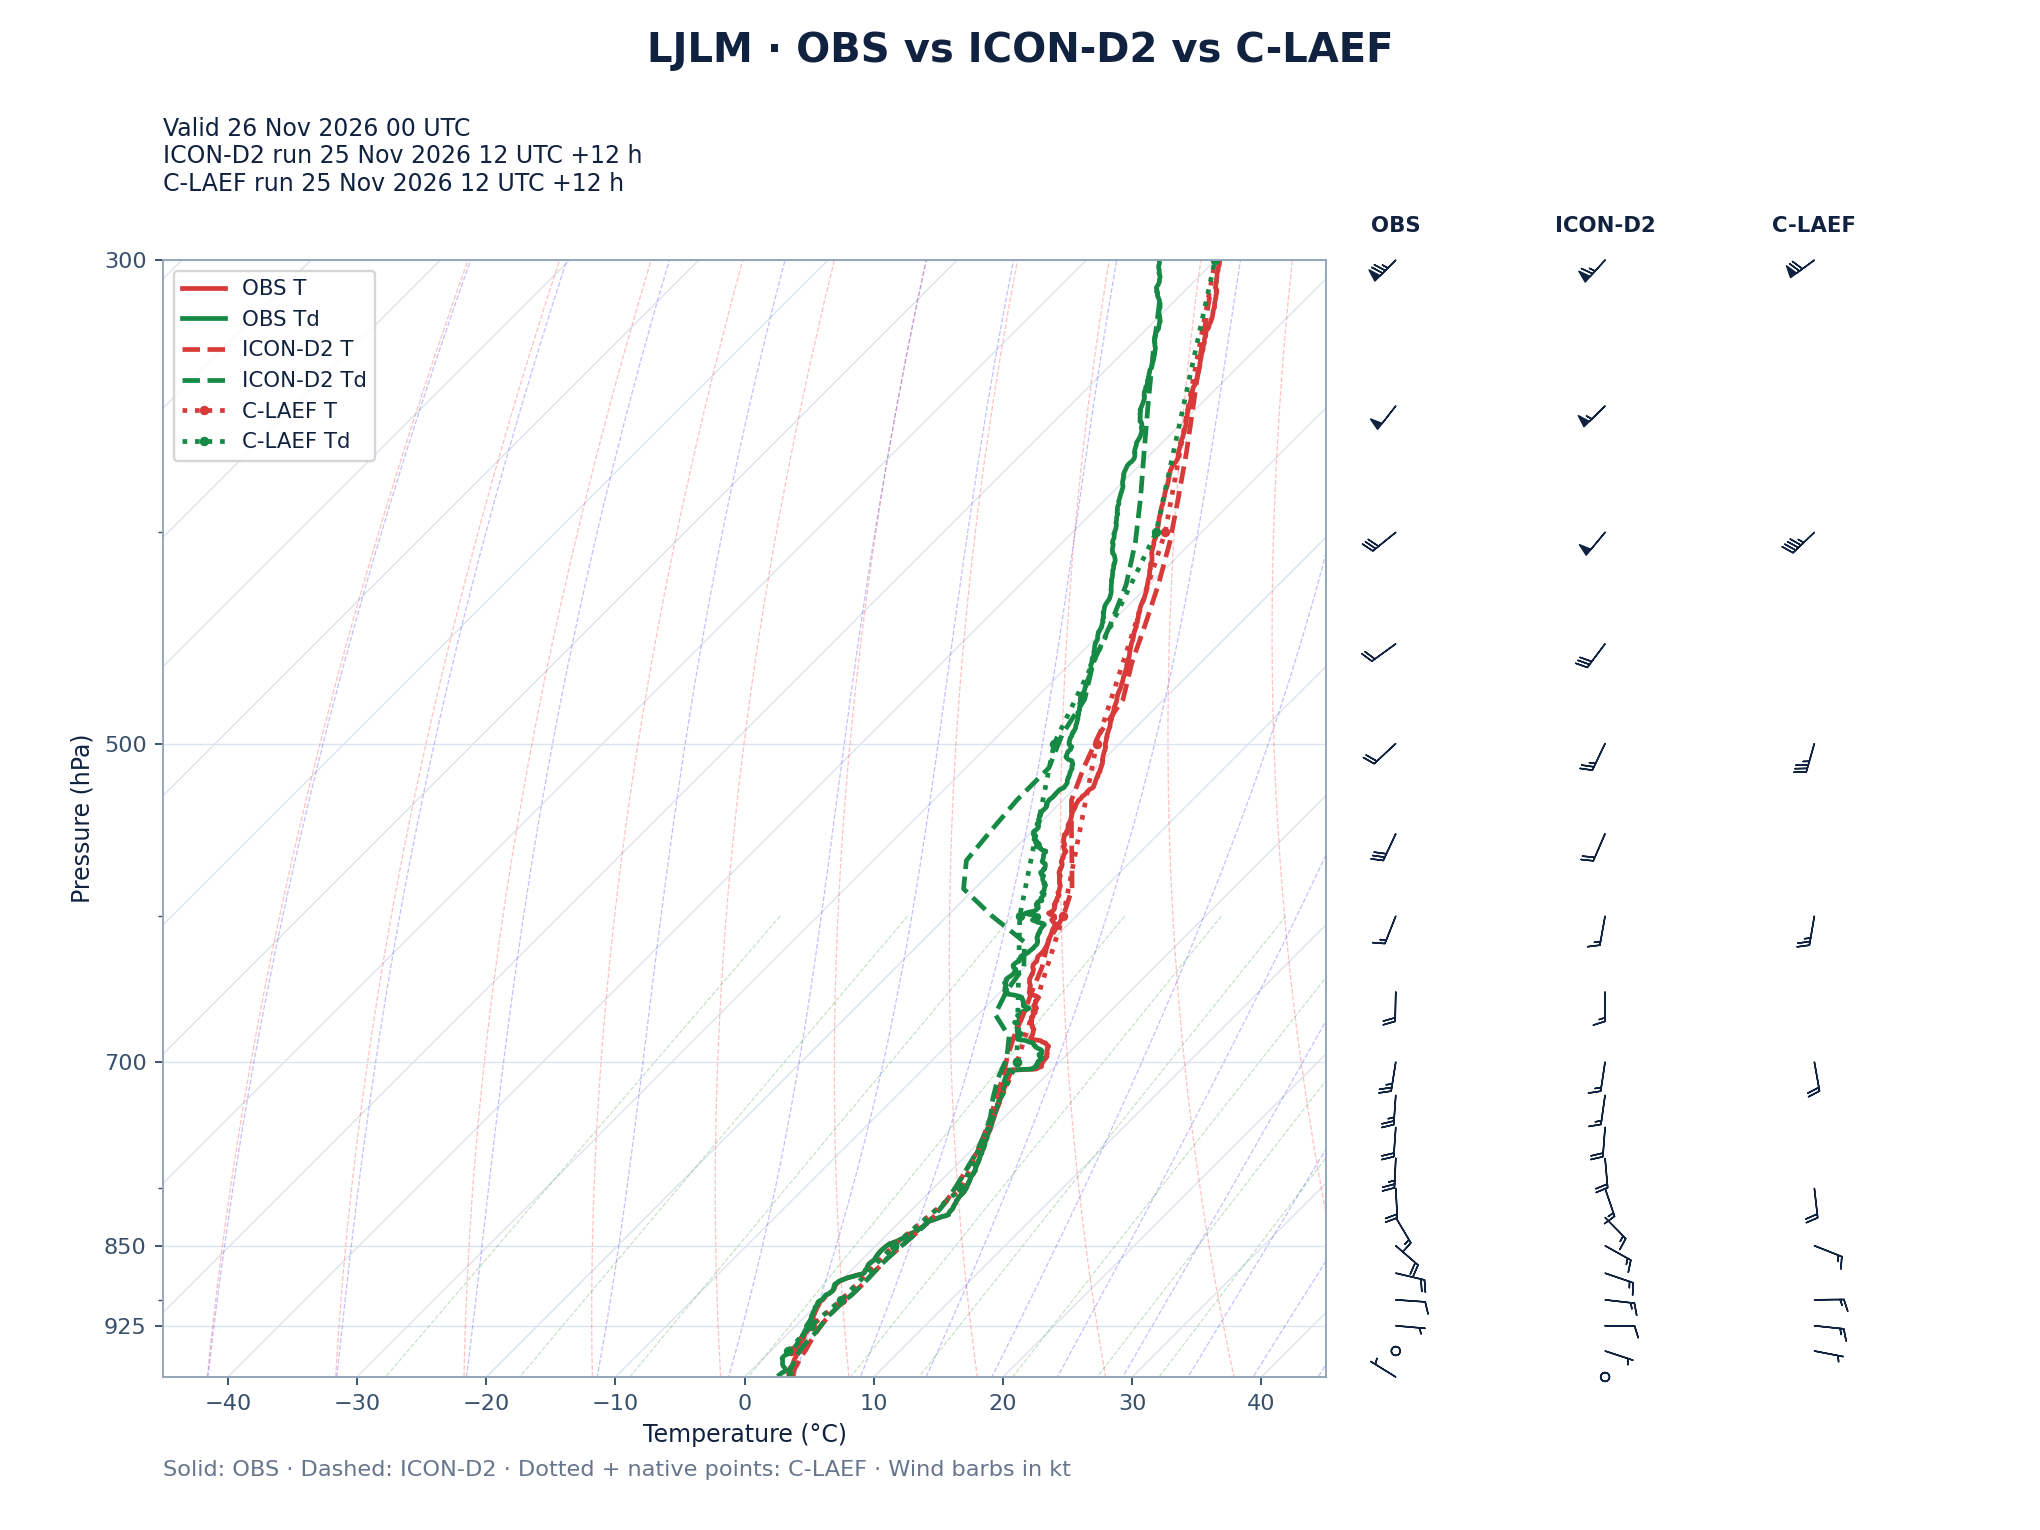 LJLM · OBS vs ICON-D2 vs C-LAEF
Valid 26 Nov 2026 00 UTC
ICON-D2 run 25 Nov 2026 12 UTC +12 h
C-LAEF run 25 Nov 2026 12 UTC +12 h
OBS ICON-D2 C-LAEF
OBS T
OBS Td
ICON-D2 T
ICON-D2 Td
C-LAEF T
C-LAEF Td
300
500
700
850
925
Pressure (hPa)
−40 −30 −20 −10 0 10 20 30 40
Temperature (°C)
Solid: OBS · Dashed: ICON-D2 · Dotted + native points: C-LAEF · Wind barbs in kt